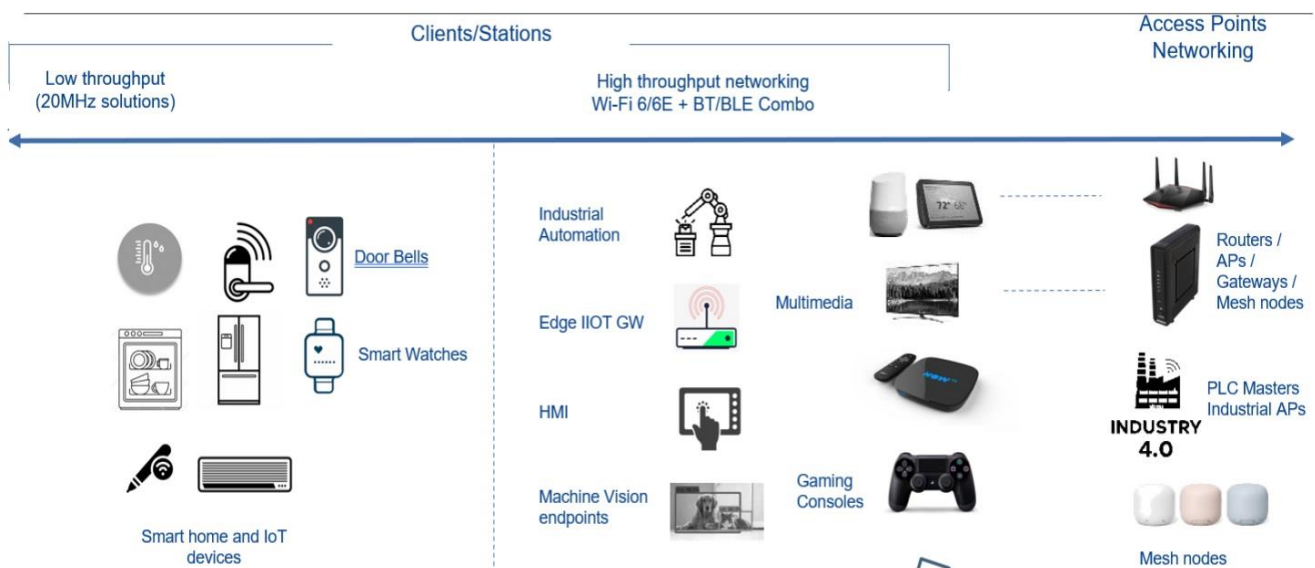 Clients/Stations
Access Points
Networking
Low throughput
(20MHz solutions)
High throughput networking
Wi-Fi 6/6E + BT/BLE Combo
Door Bells
Smart Watches
Smart home and IoT
devices
Industrial
Automation
Edge IIOT GW
HMI
Machine Vision
endpoints
72° 68°
Multimedia
NOW
Gaming
Consoles
Routers /
APs /
Gateways /
Mesh nodes
INDUSTRY
4.0
PLC Masters
Industrial APs
Mesh nodes